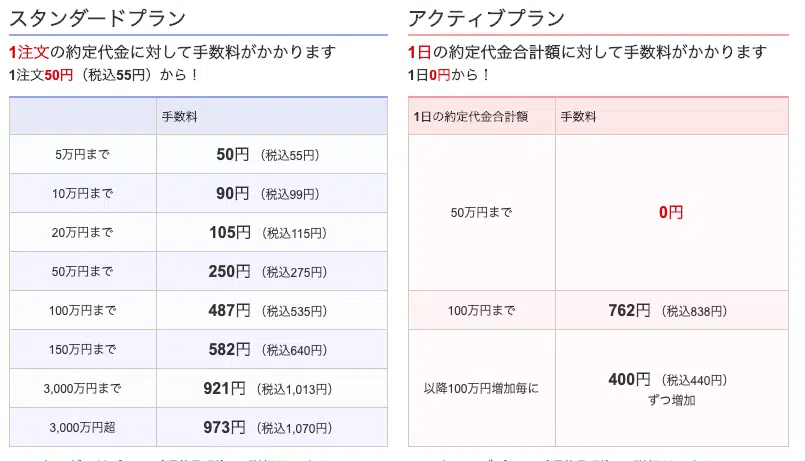 スタンダードプラン
1注文の約定代金に対して手数料がかかります
1注文50円（税込55円）から！
手数料
5万円まで 50円（税込55円）
10万円まで 90円（税込99円）
20万円まで 105円（税込115円）
50万円まで 250円（税込275円）
100万円まで 487円（税込535円）
150万円まで 582円（税込640円）
3,000万円まで 921円（税込1,013円）
3,000万円超 973円（税込1,070円）
アクティブプラン
1日の約定代金合計額に対して手数料がかかります
1日0円から！
1日の約定代金合計額 手数料
50万円まで 0円
100万円まで 762円（税込838円）
以降100万円増加毎に 400円（税込440円）
ずつ増加